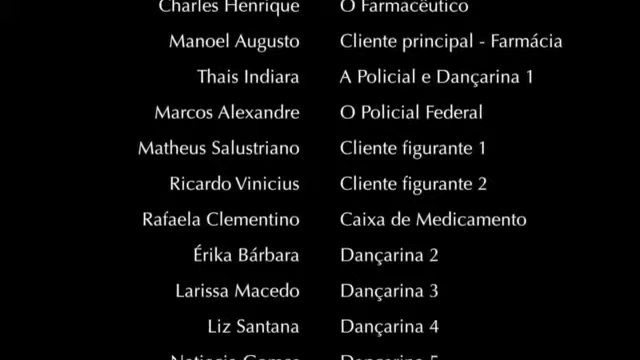 Charles Henrique O Farmacêutico
Manoel Augusto Cliente principal - Farmácia
Thais Indiara A Policial e Dançarina 1
Marcos Alexandre O Policial Federal
Matheus Salustriano Cliente figurante 1
Ricardo Vinicius Cliente figurante 2
Rafaela Clementino Caixa de Medicamento
Érika Bárbara Dançarina 2
Larissa Macedo Dançarina 3
Liz Santana Dançarina 4
Dançarina 5